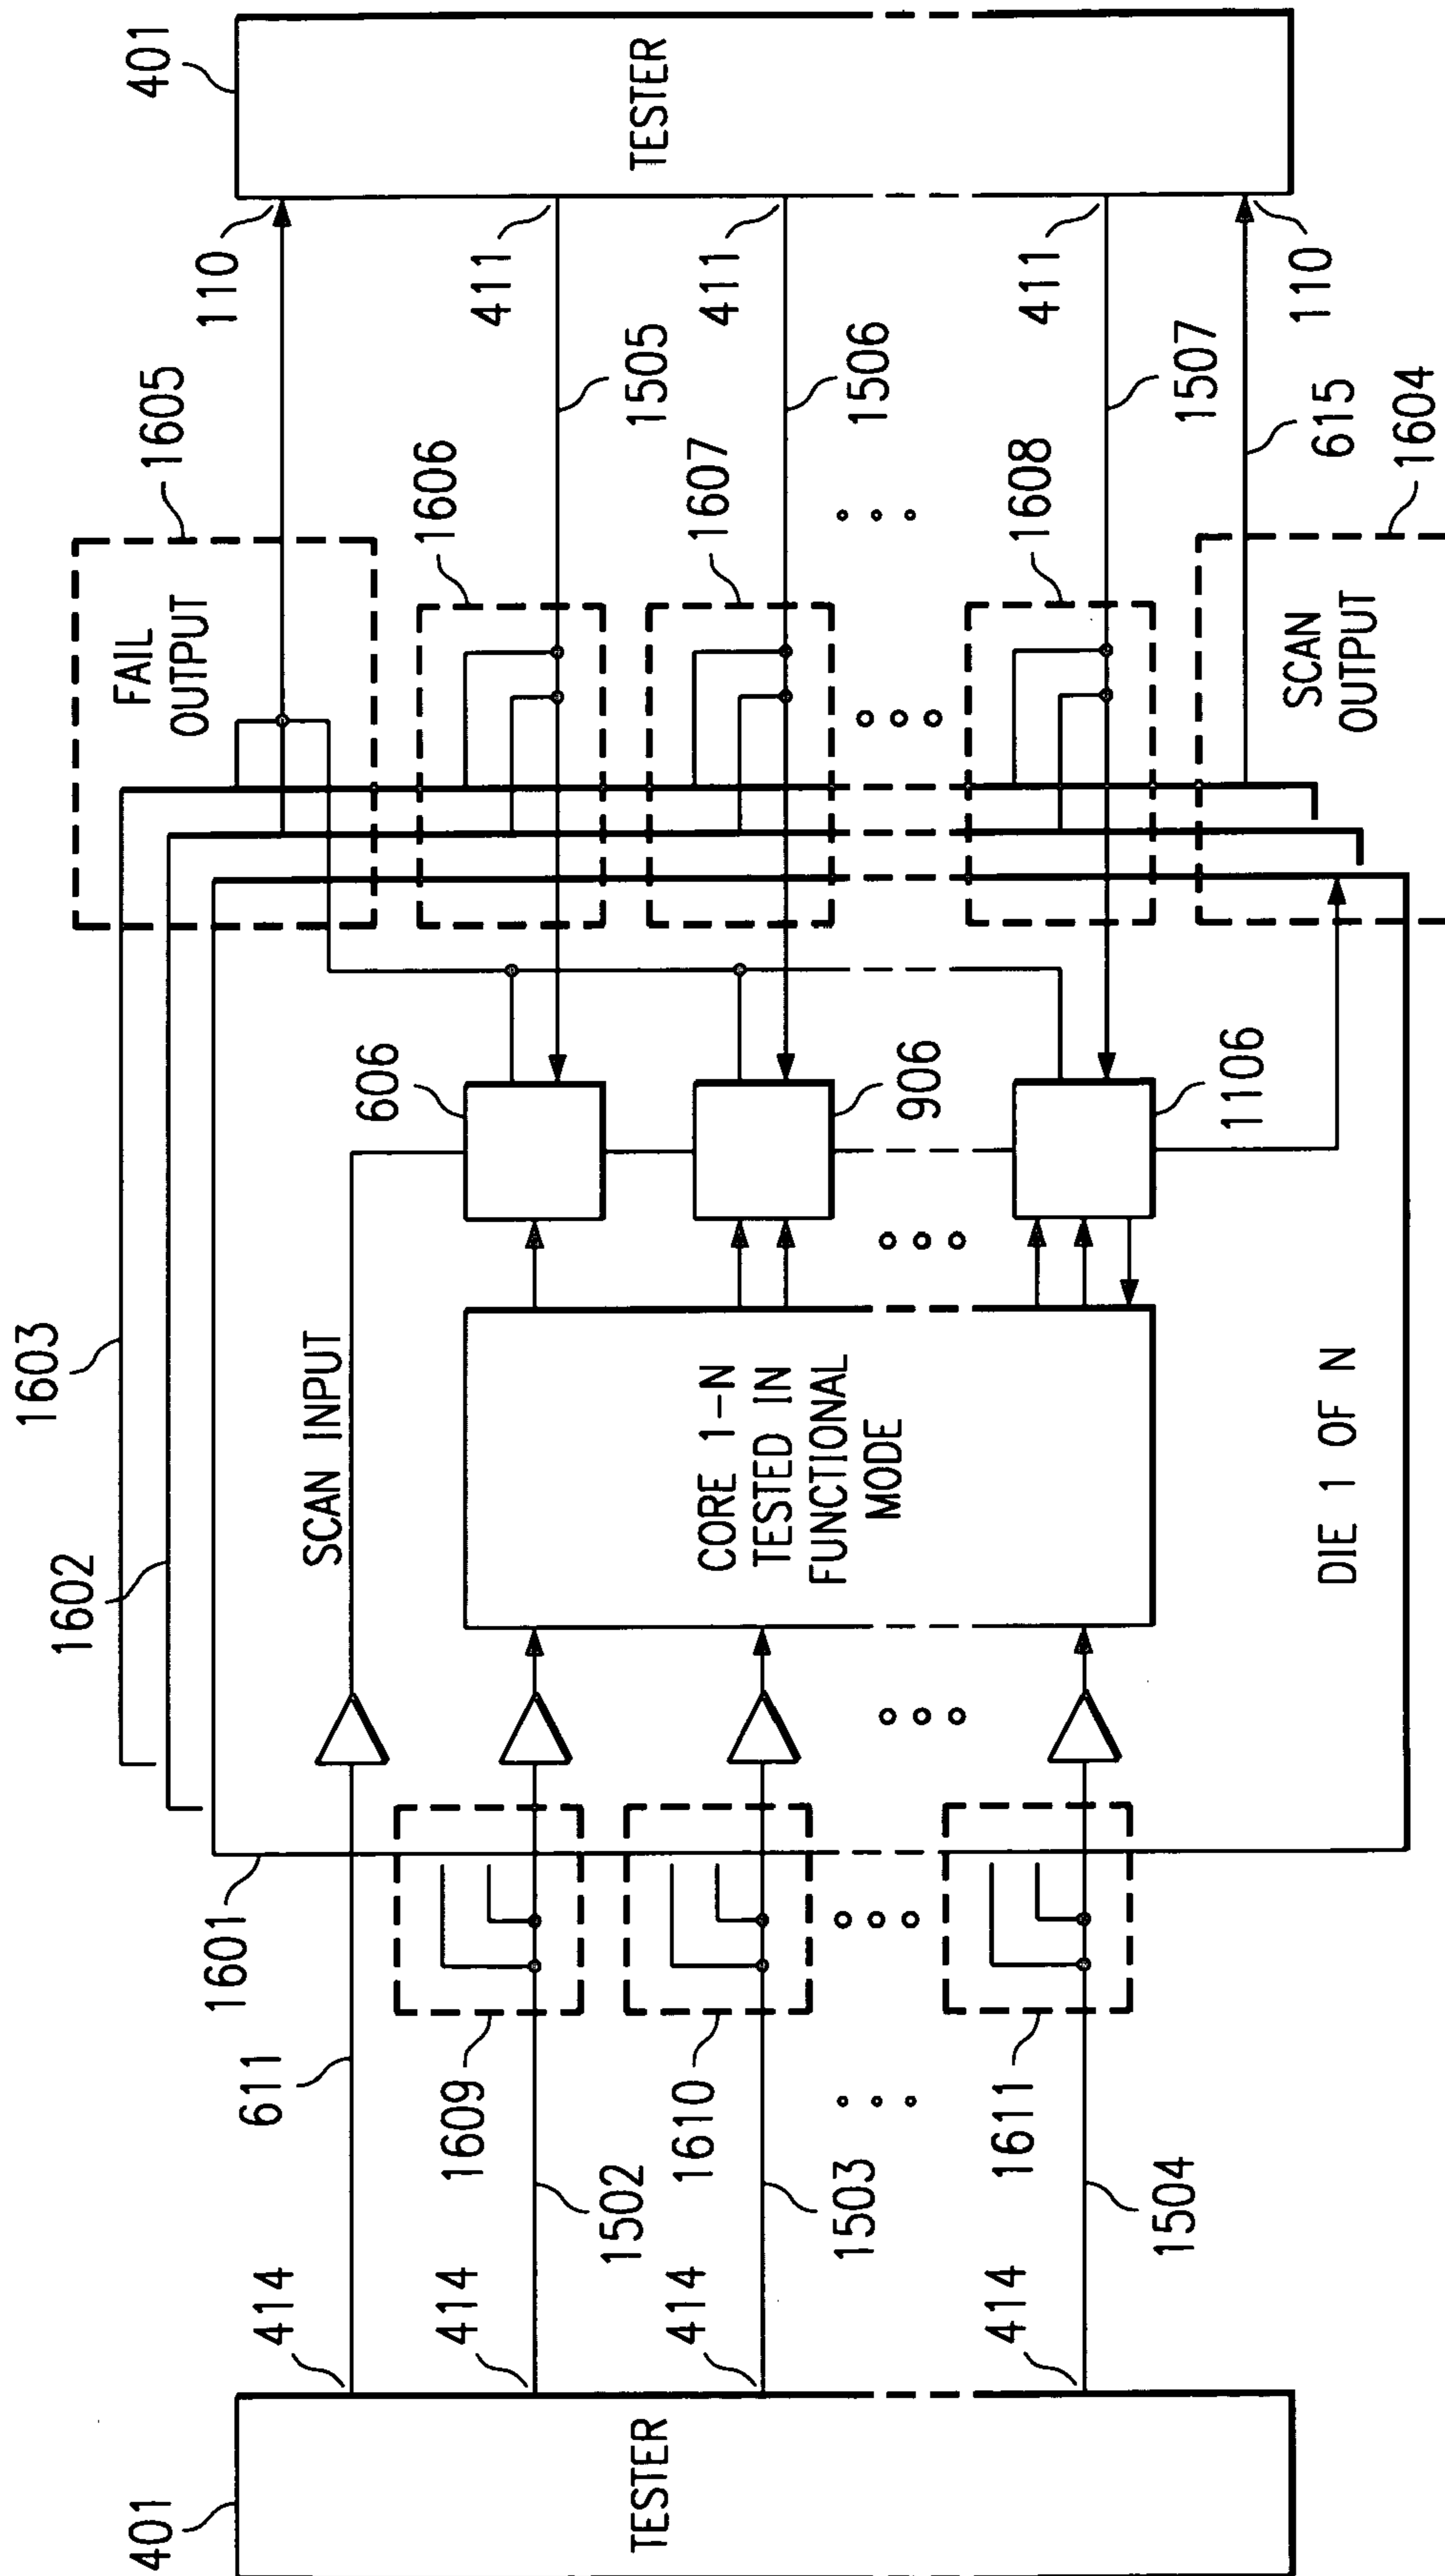 401
TESTER
401
TESTER
1603
1602
1601
SCAN INPUT
611
414
414
414
414
1609
1502
1610
1503
1611
1504
CORE 1-N
TESTED IN
FUNCTIONAL
MODE
DIE 1 OF N
606
906
1106
FAIL
OUTPUT
1605
1606
1607
1608
SCAN
OUTPUT
1604
110
411
1505
411
1506
411
1507
615
110